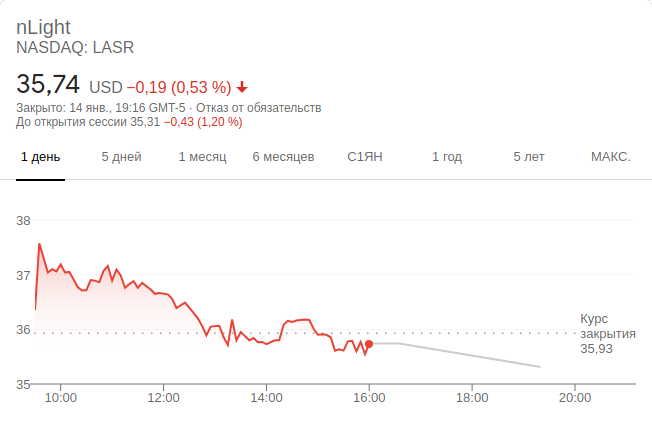 nLight
NASDAQ: LASR
35,74 USD −0,19 (0,53 %)
Закрыто: 14 янв., 19:16 GMT-5 · Отказ от обязательств
До открытия сессии 35,31 −0,43 (1,20 %)
1 день 5 дней 1 месяц 6 месяцев С1ЯН 1 год 5 лет МАКС.
38
37
36
Курс
закрытия
35,93
35
10:00 12:00 14:00 16:00 18:00 20:00